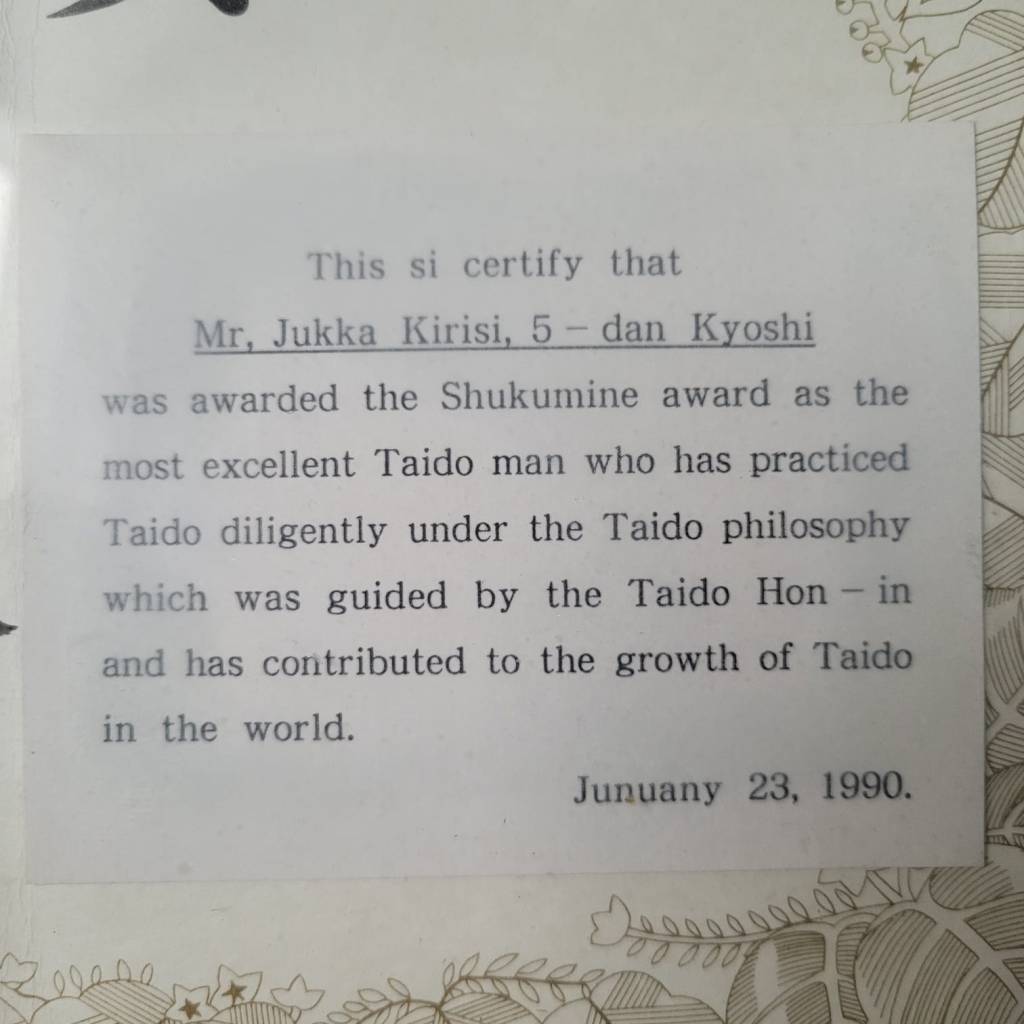 This si certify that
Mr, Jukka Kirisi, 5 – dan Kyoshi
was awarded the Shukumine award as the
most excellent Taido man who has practiced
Taido diligently under the Taido philosophy
which was guided by the Taido Hon – in
and has contributed to the growth of Taido
in the world.
Junuany 23, 1990.